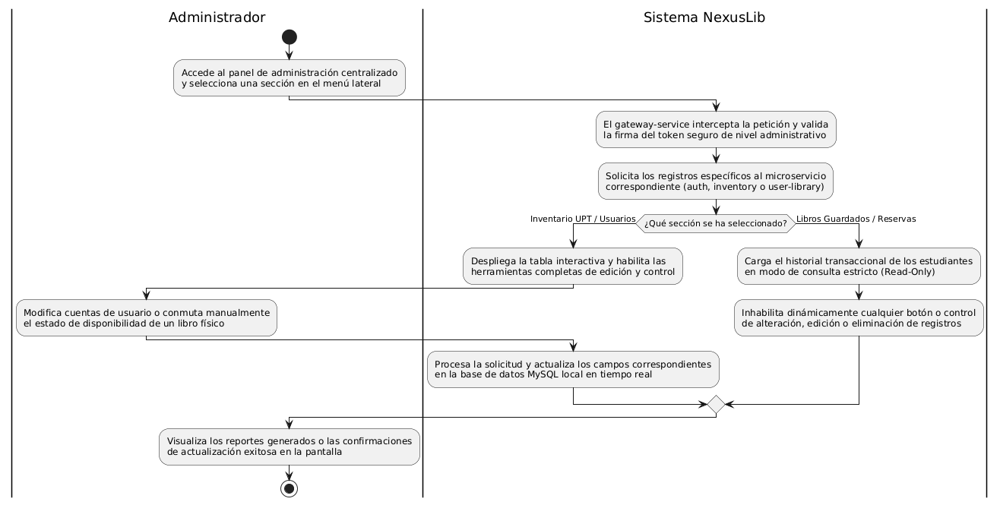 Administrador
Sistema NexusLib
Accede al panel de administración centralizado
y selecciona una sección en el menú lateral
El gateway-service intercepta la petición y valida
la firma del token seguro de nivel administrativo
Solicita los registros específicos al microservicio
correspondiente (auth, inventory o user-library)
¿Qué sección se ha seleccionado?
Inventario UPT / Usuarios
Libros Guardados / Reservas
Despliega la tabla interactiva y habilita las
herramientas completas de edición y control
Carga el historial transaccional de los estudiantes
en modo de consulta estricto (Read-Only)
Modifica cuentas de usuario o conmuta manualmente
el estado de disponibilidad de un libro físico
Inhabilita dinámicamente cualquier botón o control
de alteración, edición o eliminación de registros
Procesa la solicitud y actualiza los campos correspondientes
en la base de datos MySQL local en tiempo real
Visualiza los reportes generados o las confirmaciones
de actualización exitosa en la pantalla